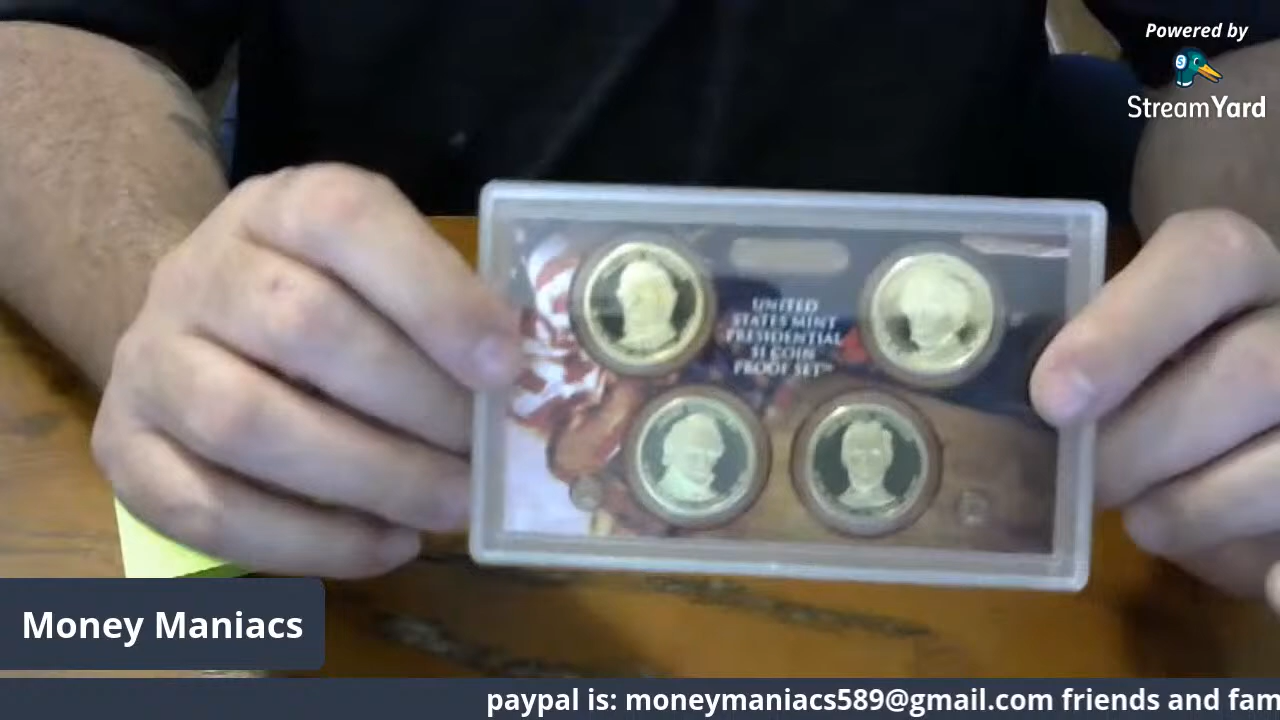 Powered by
StreamYard
UNITED
STATES MINT
PRESIDENTIAL
$1 COIN
PROOF SET™
Money Maniacs
paypal is: moneymaniacs589@gmail.com friends and fam